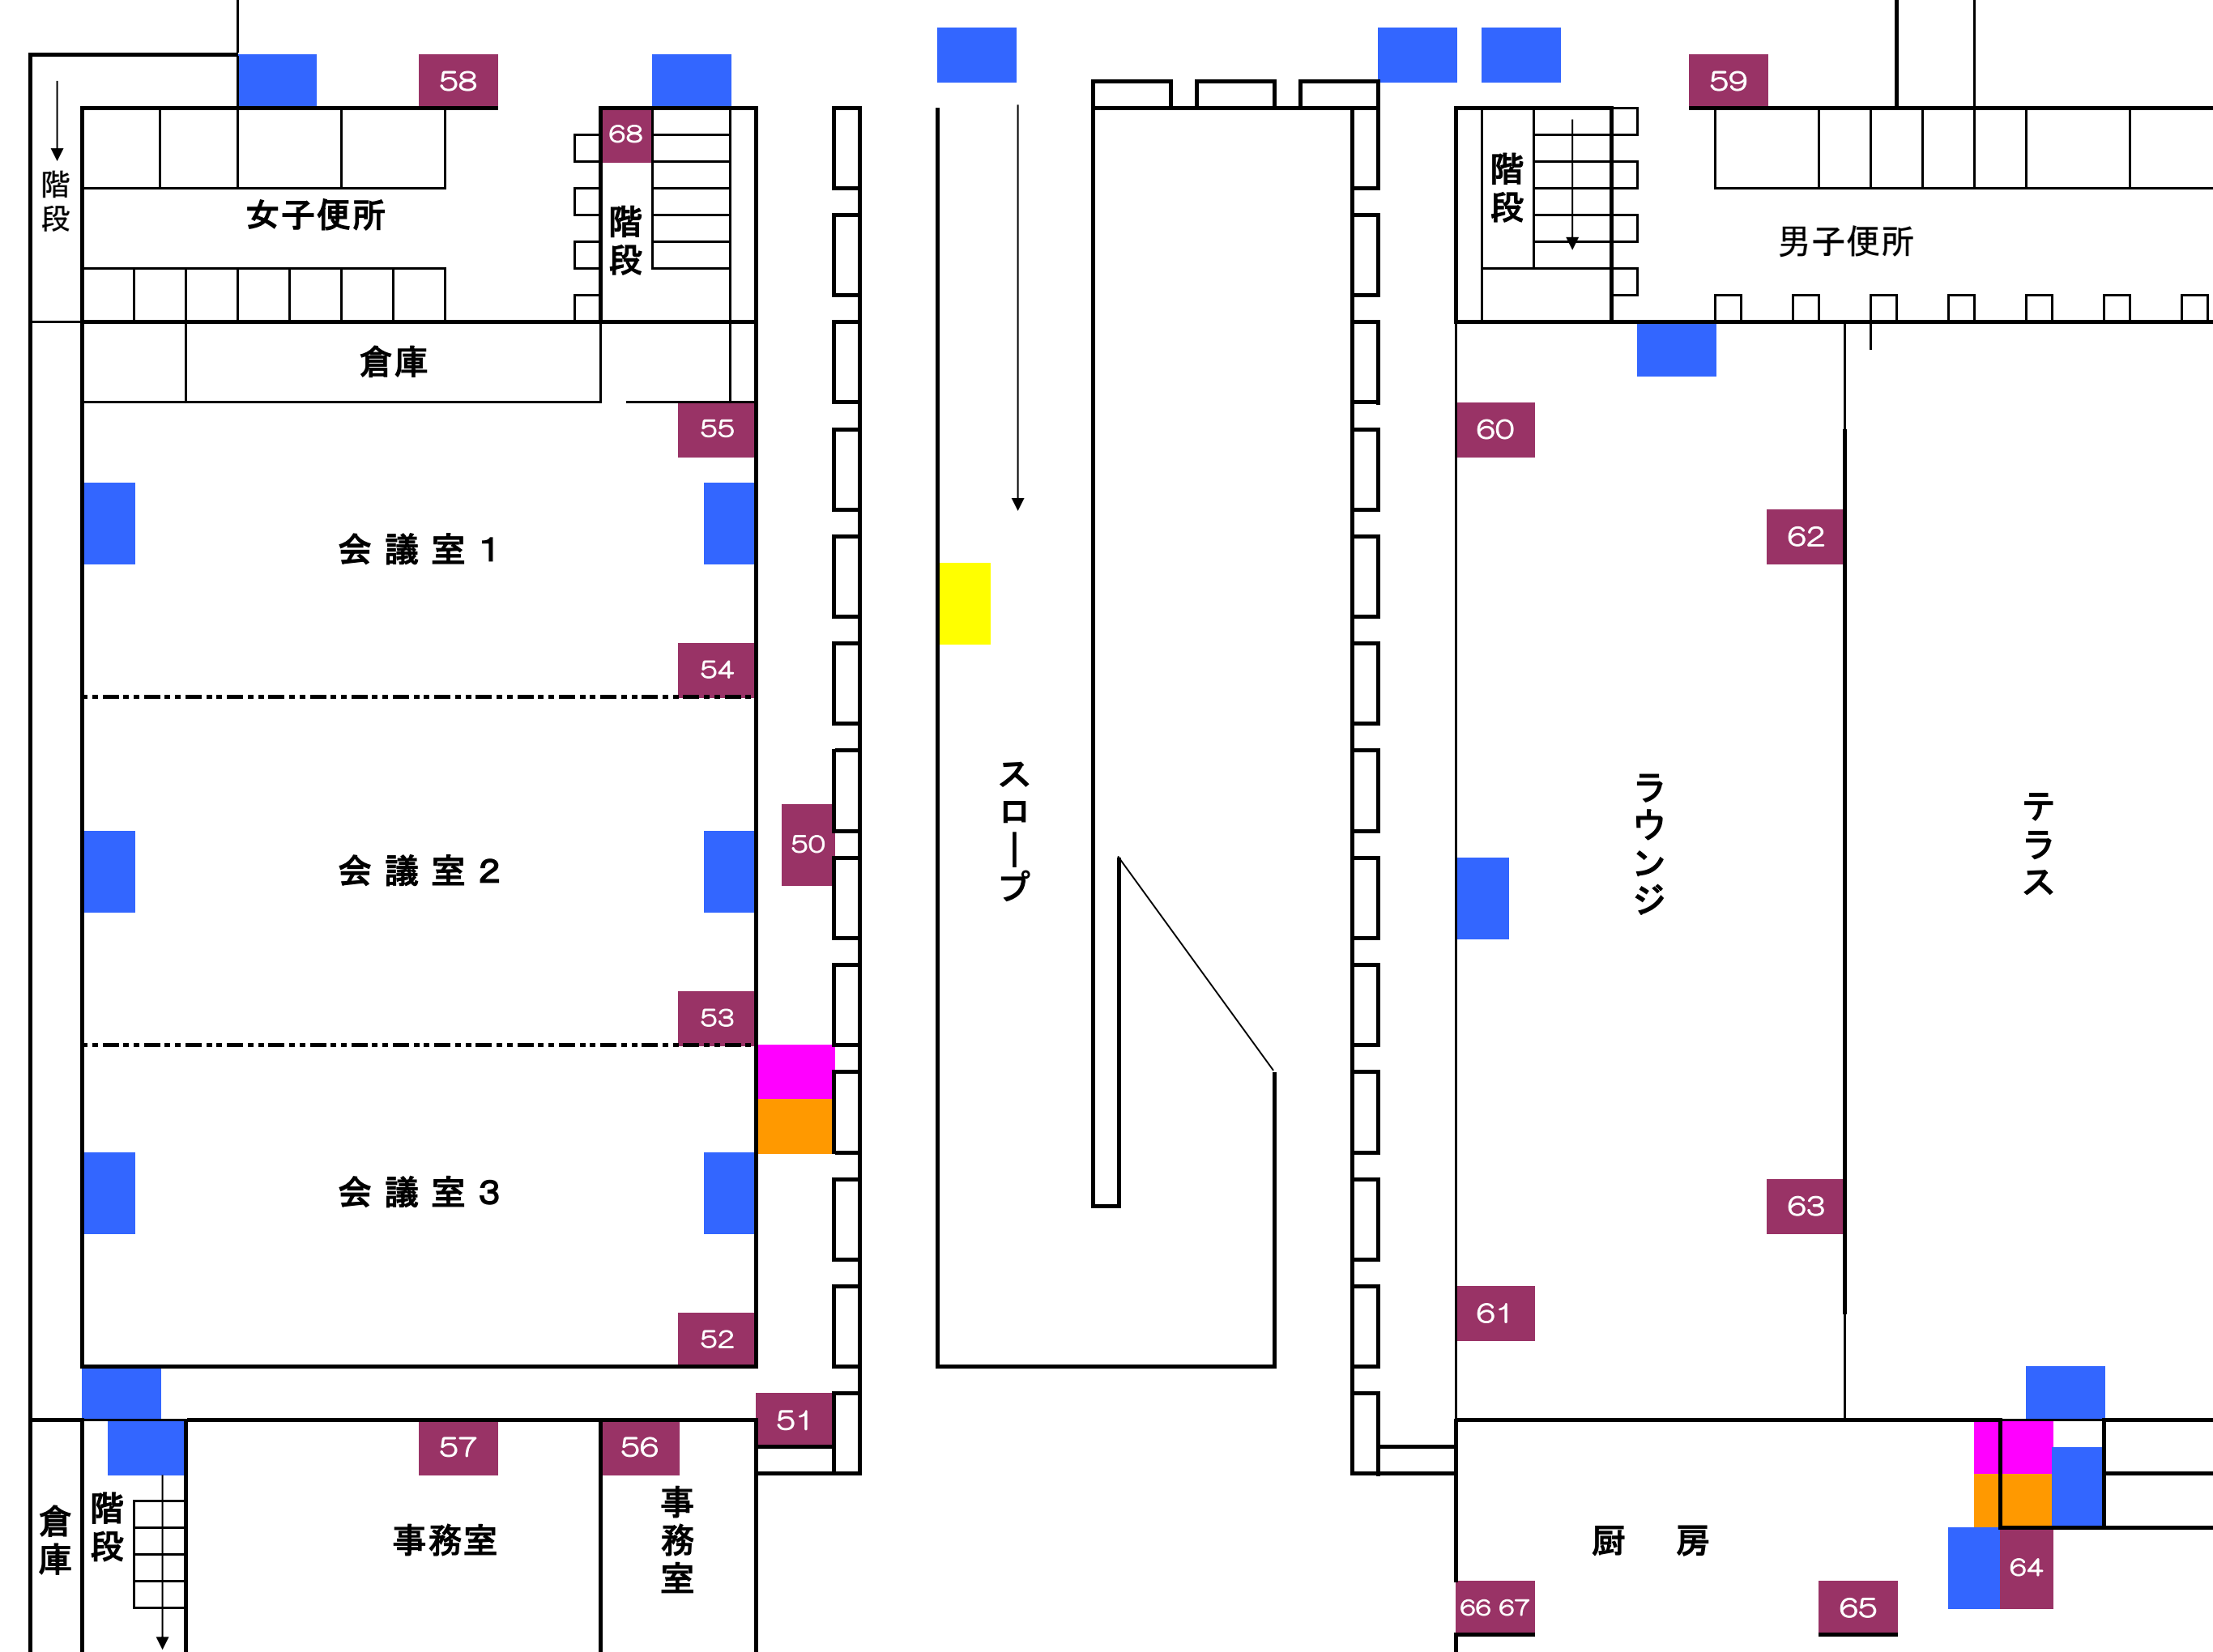 58
59
68
階段
女子便所
階段
階段
男子便所
倉庫
55
60
会議室1
62
54
スロープ
ラウンジ
テラス
50
会議室2
53
会議室3
63
61
52
51
57
56
倉庫
階段
事務室
事務室
厨房
64
66 67
65